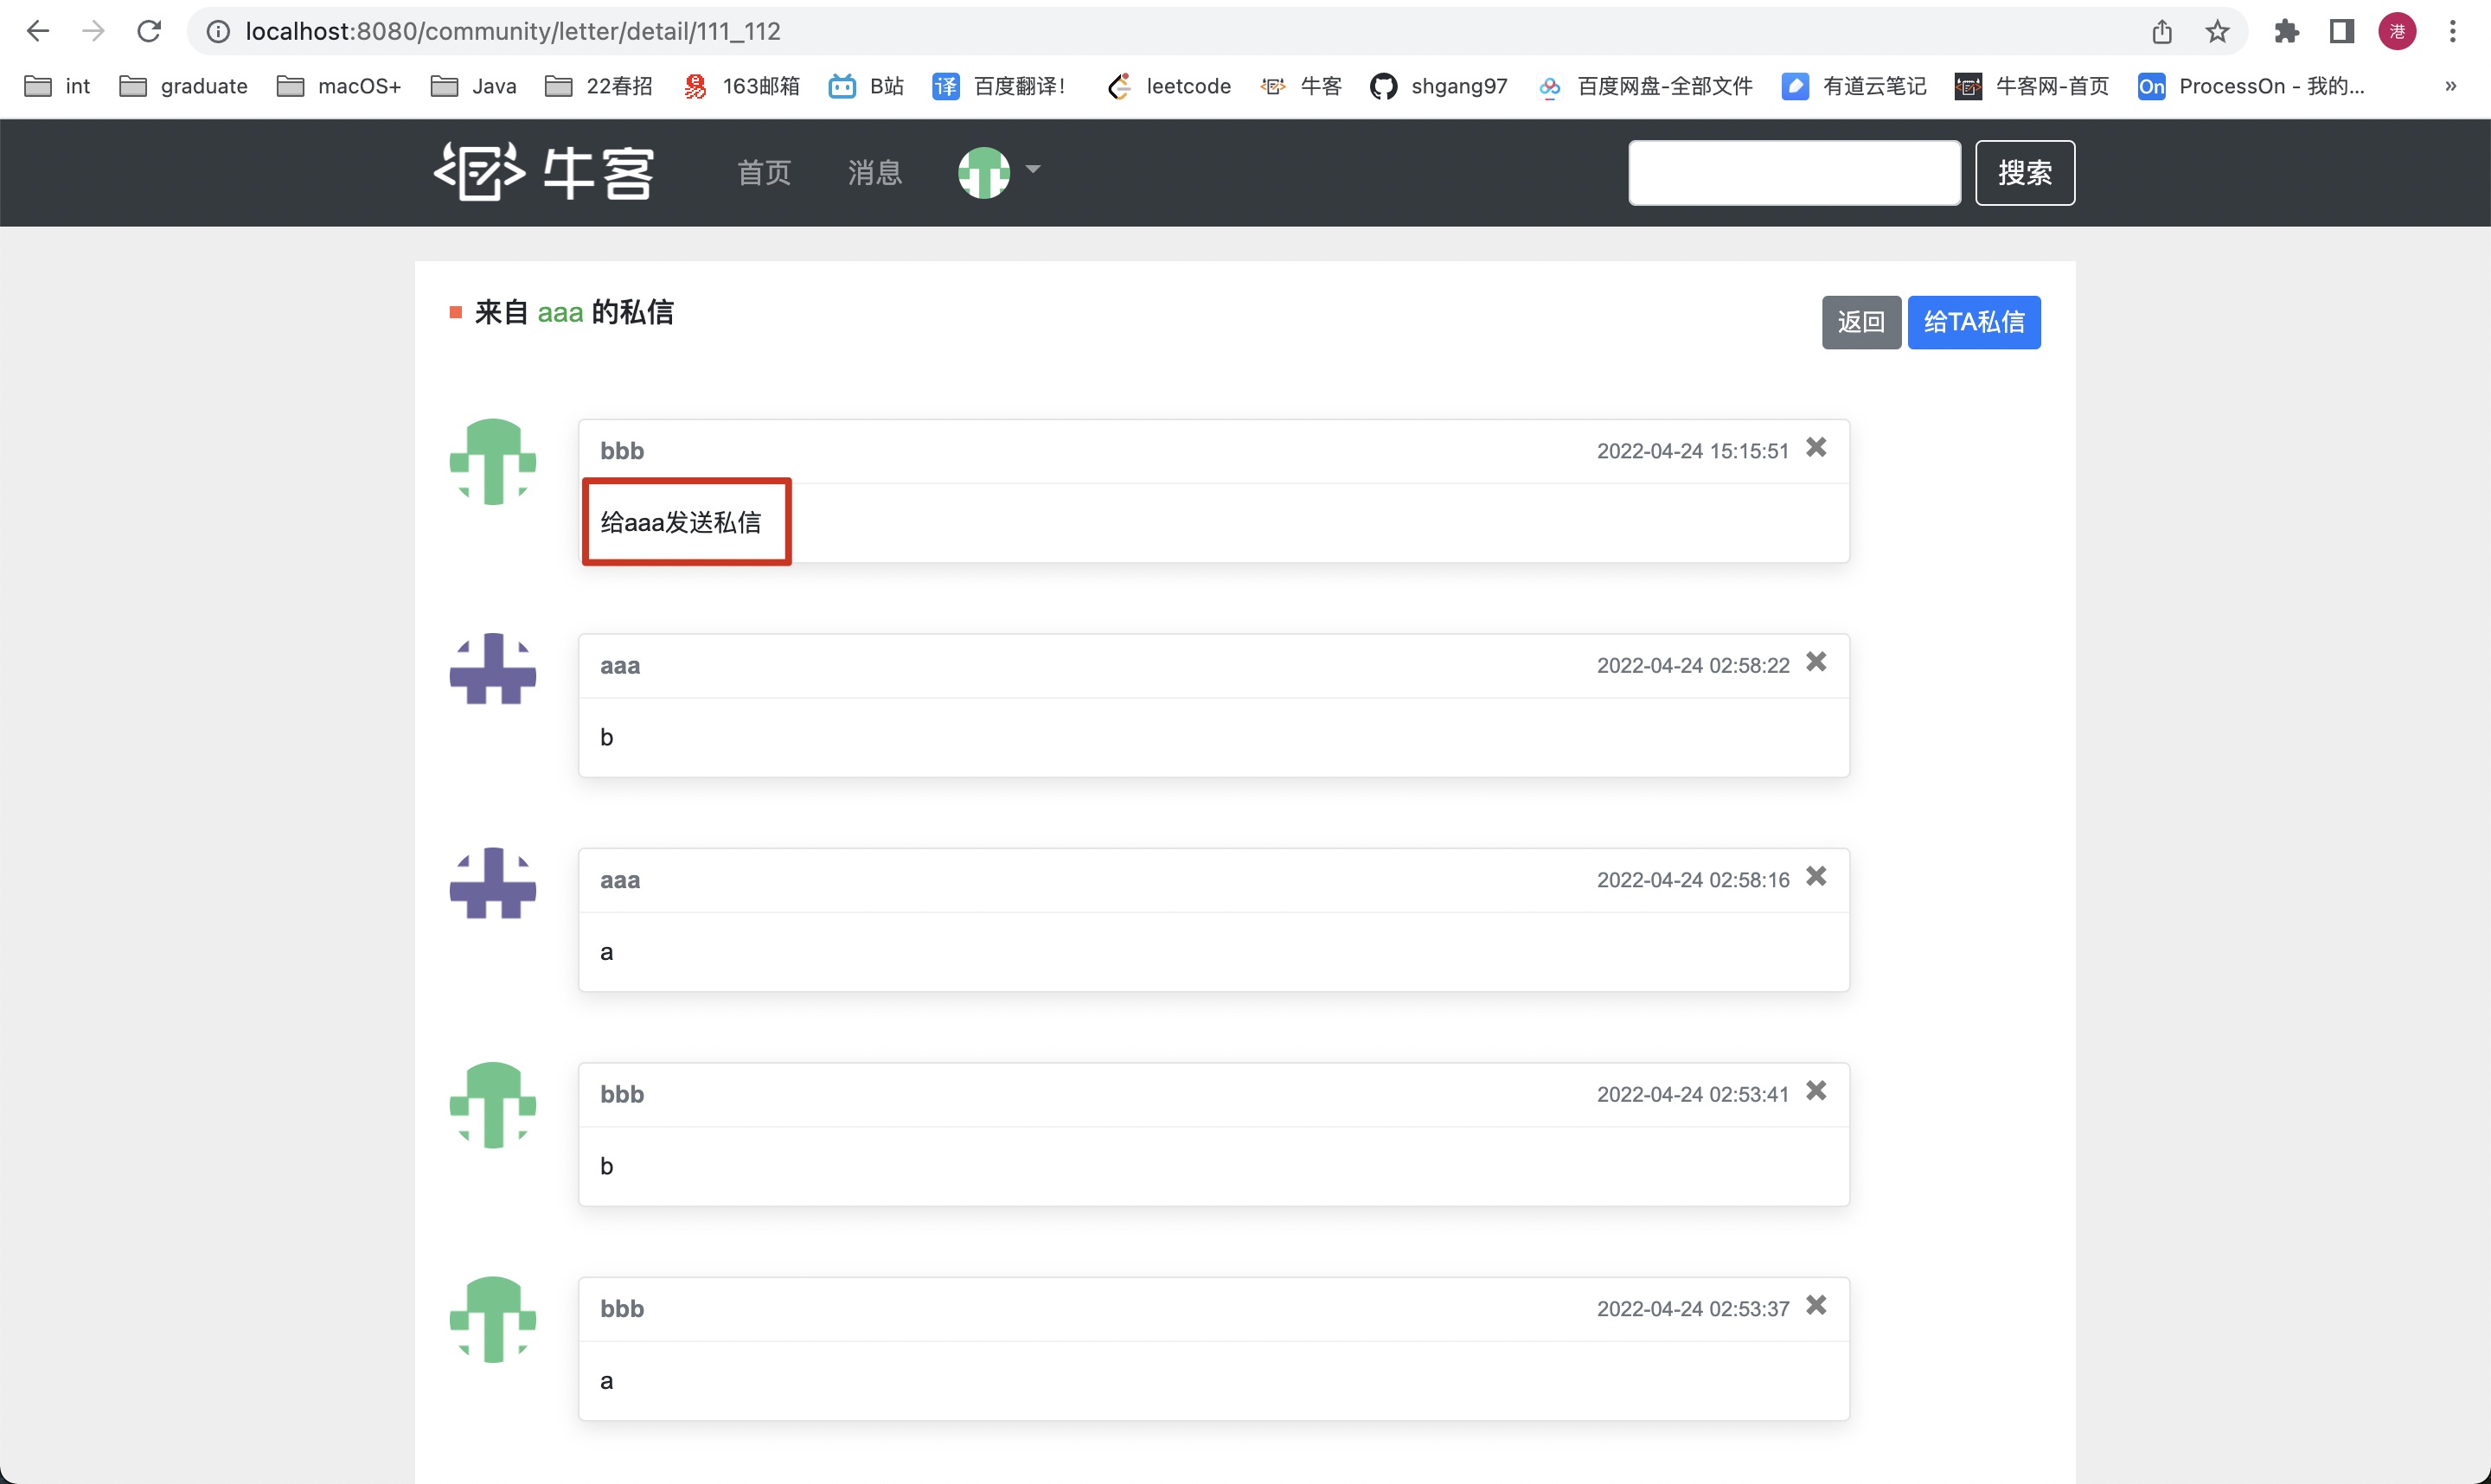 localhost:8080/community/letter/detail/111_112
港
int graduate macOS+ Java 22春招 163邮箱 B站 译 百度翻译! leetcode 牛客 shgang97 百度网盘-全部文件 有道云笔记 牛客网-首页 On ProcessOn - 我的... »
牛客 首页 消息 搜索
来自 aaa 的私信 返回 给TA私信
bbb 2022-04-24 15:15:51
给aaa发送私信
aaa 2022-04-24 02:58:22
b
aaa 2022-04-24 02:58:16
a
bbb 2022-04-24 02:53:41
b
bbb 2022-04-24 02:53:37
a